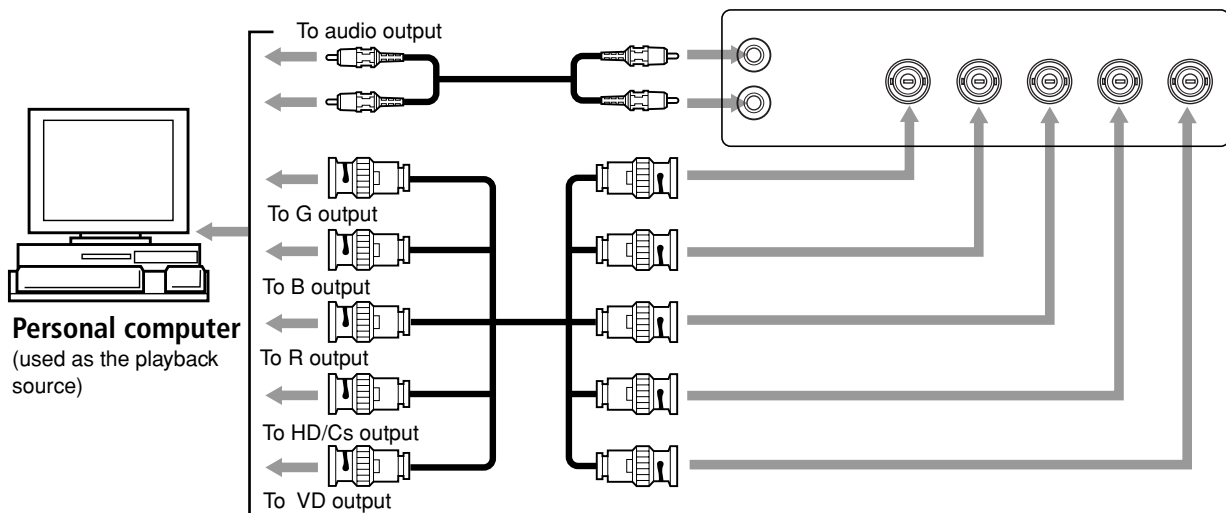 To audio output
To G output
To B output
Personal computer
(used as the playback
source)
To R output
To HD/Cs output
To VD output